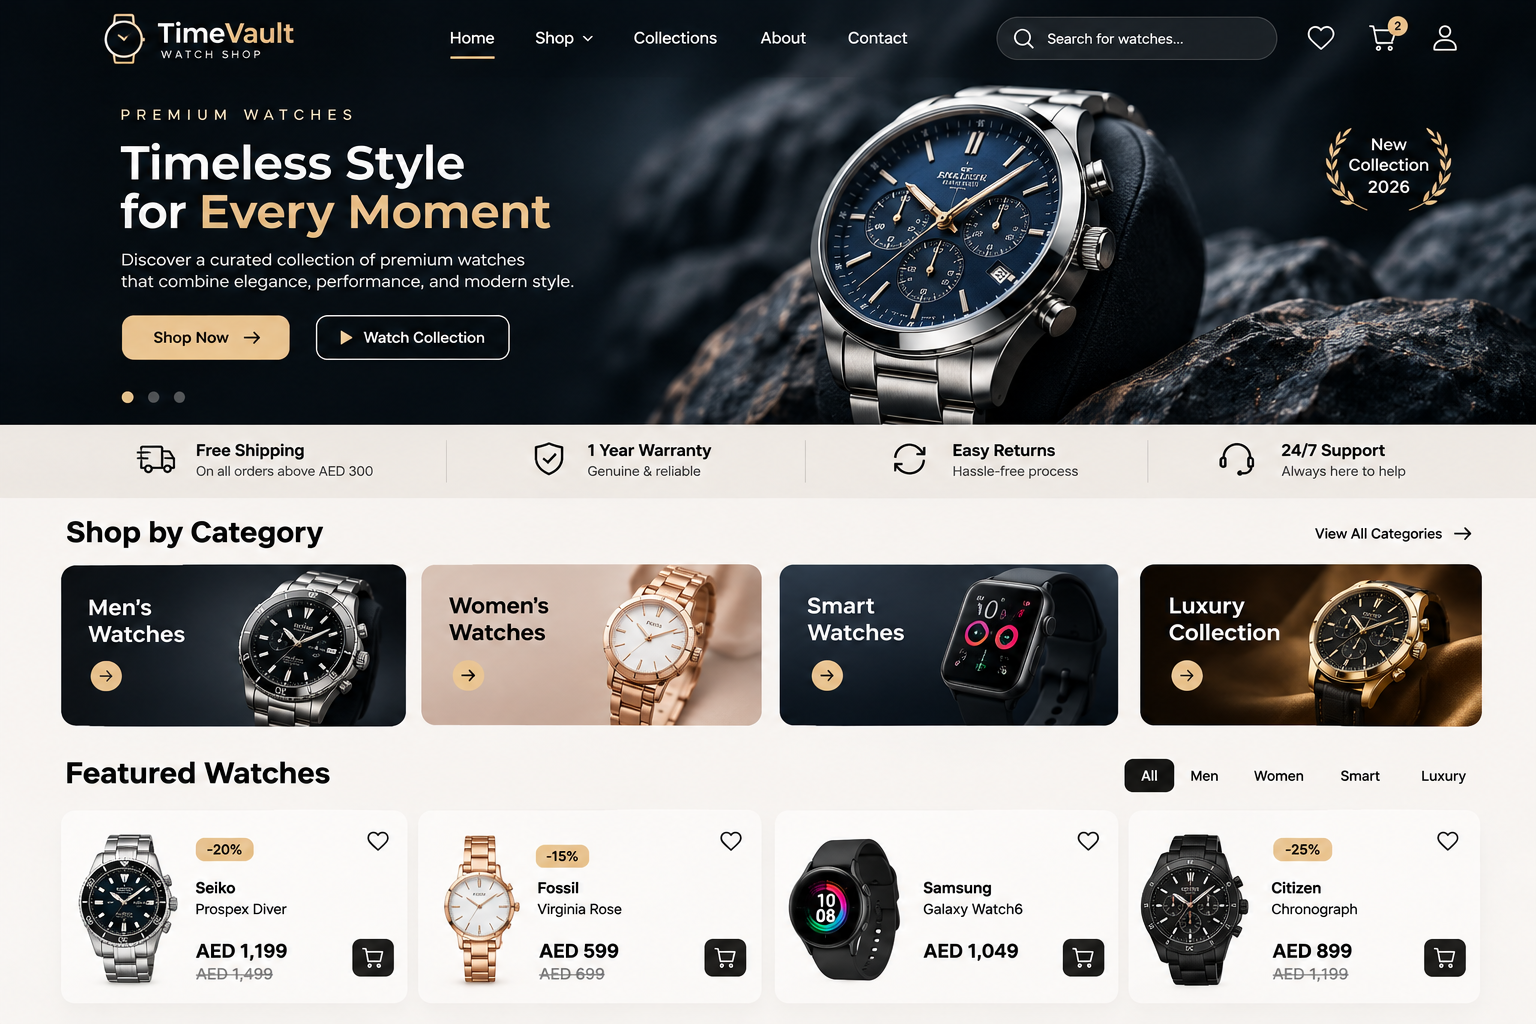 TimeVault
WATCH SHOP
Home
Shop
Collections
About
Contact
Search for watches...
2
PREMIUM WATCHES
Timeless Style
for Every Moment
Discover a curated collection of premium watches
that combine elegance, performance, and modern style.
Shop Now
Watch Collection
New
Collection
2026
Free Shipping
On all orders above AED 300
1 Year Warranty
Genuine & reliable
Easy Returns
Hassle-free process
24/7 Support
Always here to help
Shop by Category
View All Categories
Men's
Watches
Women's
Watches
Smart
Watches
Luxury
Collection
Featured Watches
All
Men
Women
Smart
Luxury
-20%
Seiko
Prospex Diver
AED 1,199
AED 1,499
-15%
Fossil
Virginia Rose
AED 599
AED 699
10
08
Samsung
Galaxy Watch6
AED 1,049
-25%
Citizen
Chronograph
AED 899
AED 1,199